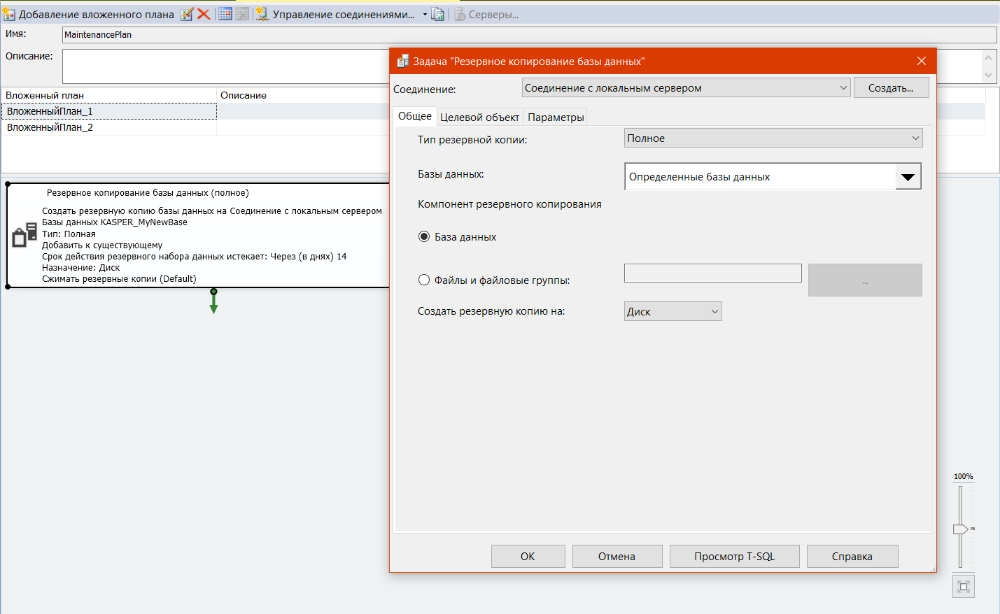 Добавление вложенного плана
Управление соединениями...
Серверы...
Имя:
MaintenancePlan
Описание:
Вложенный план
Описание
ВложенныйПлан_1
ВложенныйПлан_2
Резервное копирование базы данных (полное)
Создать резервную копию базы данных на Соединение с локальным сервером
Базы данных KASPER_MyNewBase
Тип: Полная
Добавить к существующему
Срок действия резервного набора данных истекает: Через (в днях) 14
Назначение: Диск
Сжимать резервные копии (Default)
Задача "Резервное копирование базы данных"
Соединение:
Соединение с локальным сервером
Создать...
Общее
Целевой объект
Параметры
Тип резервной копии:
Полное
Базы данных:
Определенные базы данных
Компонент резервного копирования
База данных
Файлы и файловые группы:
...
Создать резервную копию на:
Диск
ОК
Отмена
Просмотр T-SQL
Справка
100%